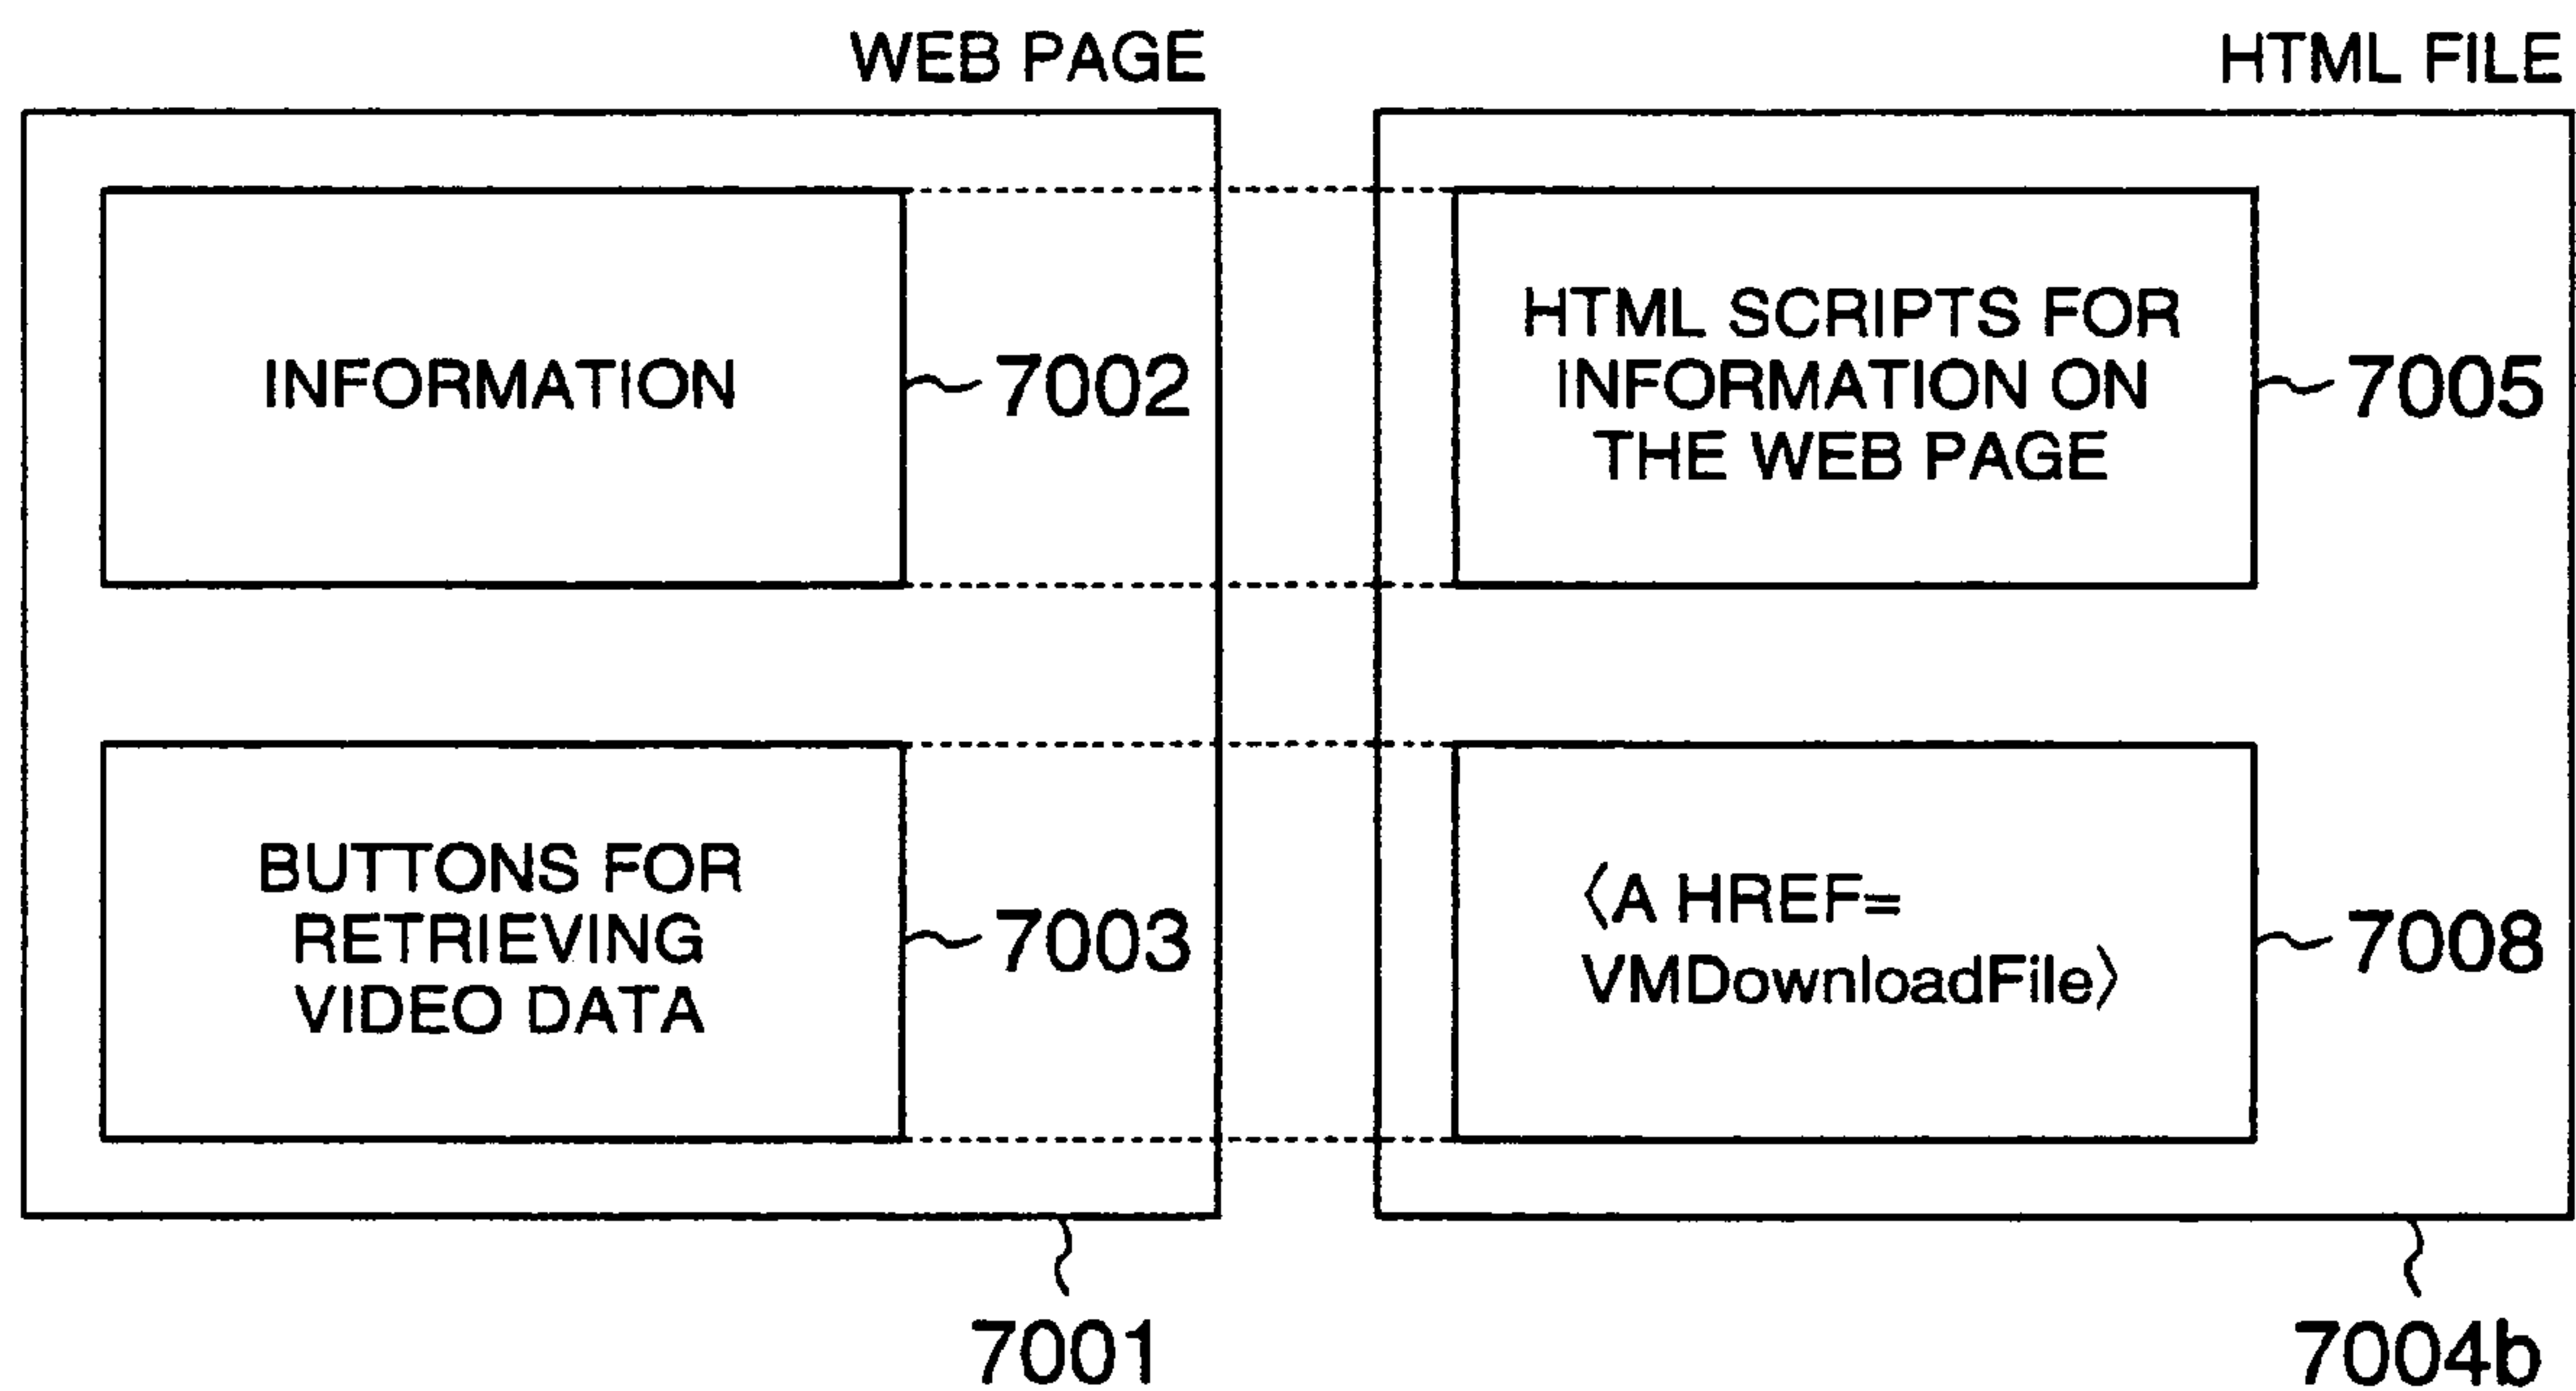 WEB PAGE
INFORMATION
7002
BUTTONS FOR
RETRIEVING
VIDEO DATA
7003
7001
HTML FILE
HTML SCRIPTS FOR
INFORMATION ON
THE WEB PAGE
7005
〈A HREF=
VMDownloadFile〉
7008
7004b